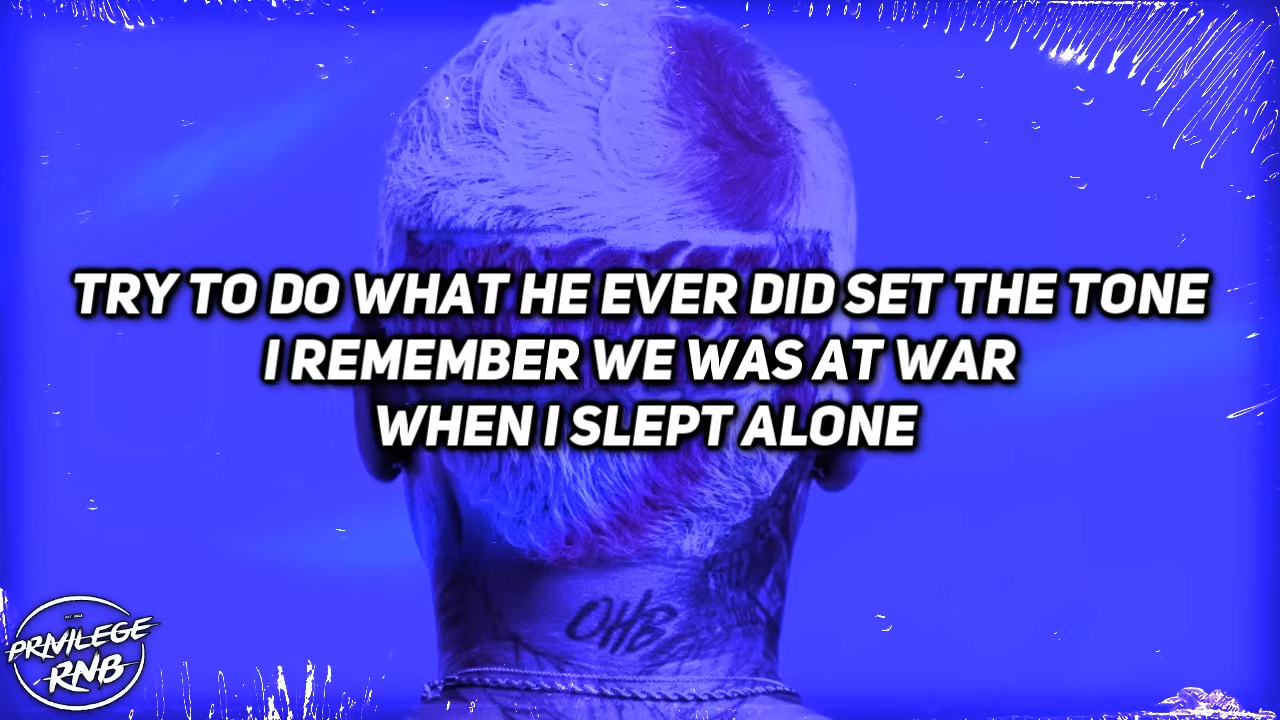 TRY TO DO WHAT HE EVER DID SET THE TONE
I REMEMBER WE WAS AT WAR
WHEN I SLEPT ALONE
OHB
PRIVILEGE
RNB